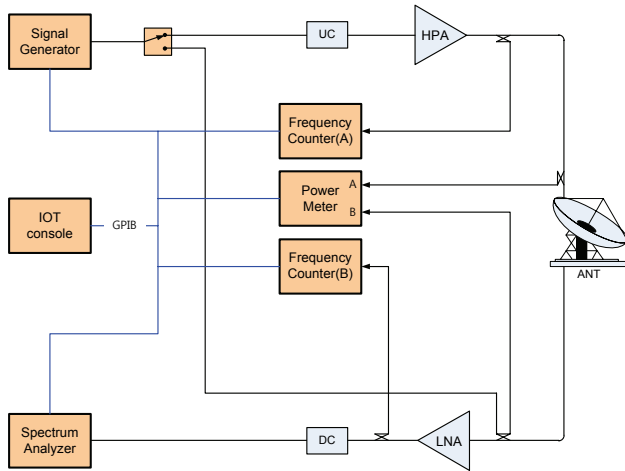 Signal
Generator
UC
HPA
Frequency
Counter(A)
Power
Meter
A
B
IOT
console
GPIB
Frequency
Counter(B)
ANT
Spectrum
Analyzer
DC
LNA